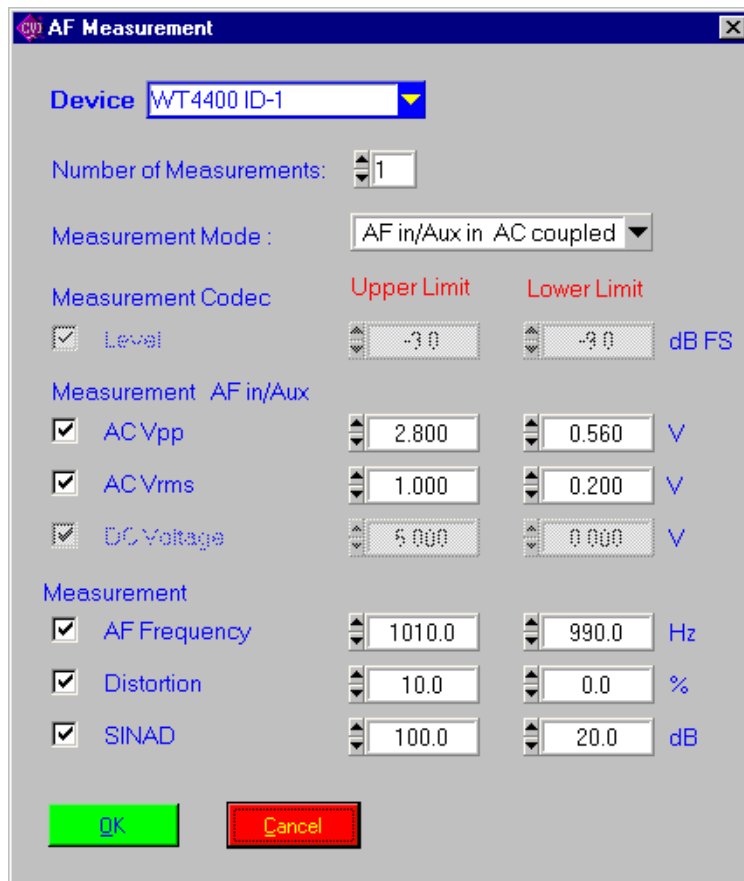 CVI AF Measurement
Device WT4400 ID-1
Number of Measurements: 1
Measurement Mode : AF in/Aux in AC coupled
Measurement Codec Upper Limit Lower Limit
Level -3.0 -9.0 dB FS
Measurement AF in/Aux
AC Vpp 2.800 0.560 V
AC Vrms 1.000 0.200 V
DC Voltage 5.000 0.000 V
Measurement
AF Frequency 1010.0 990.0 Hz
Distortion 10.0 0.0 %
SINAD 100.0 20.0 dB
OK Cancel